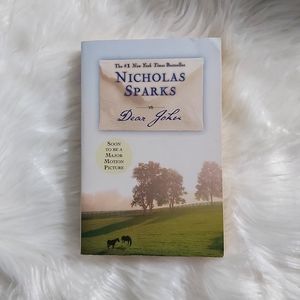 The #1 New York Times Bestseller
NICHOLAS
SPARKS
Dear John
SOON
TO BE A
MAJOR
MOTION
PICTURE